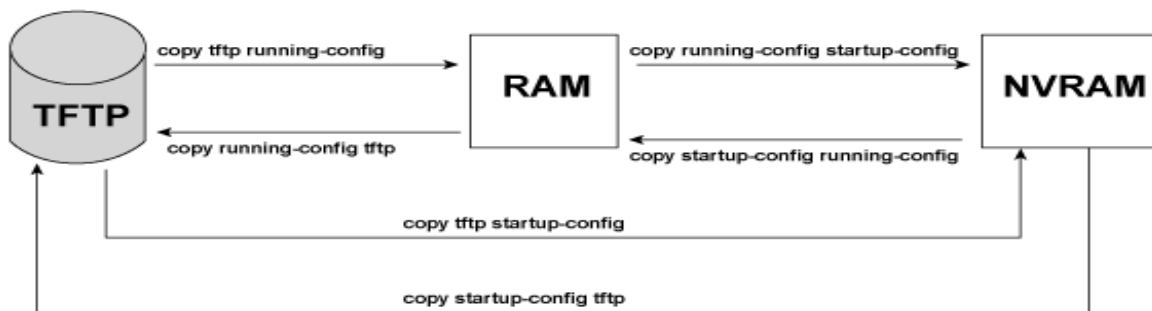 copy tftp running-config
copy running-config startup-config
TFTP
RAM
NVRAM
copy running-config tftp
copy startup-config running-config
copy tftp startup-config
copy startup-config tftp